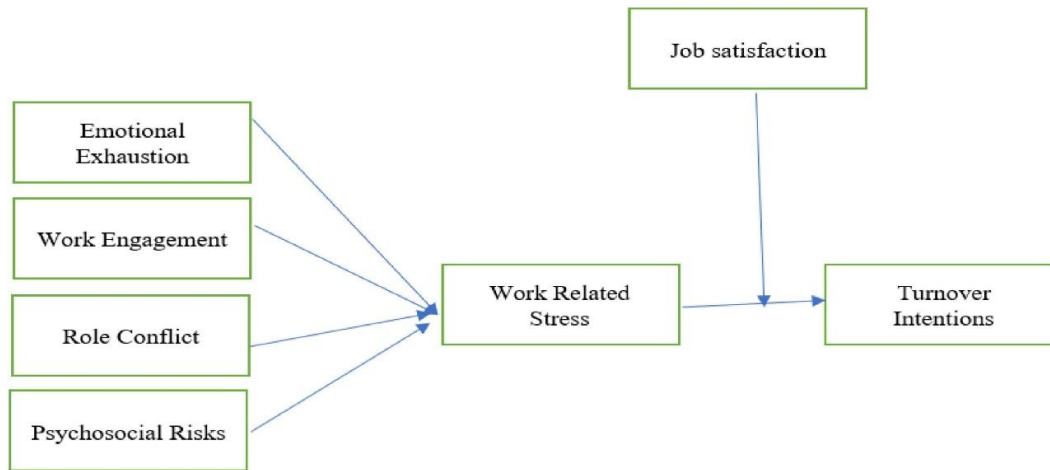 Job satisfaction
Emotional
Exhaustion
Work Engagement
Role Conflict
Psychosocial Risks
Work Related
Stress
Turnover
Intentions